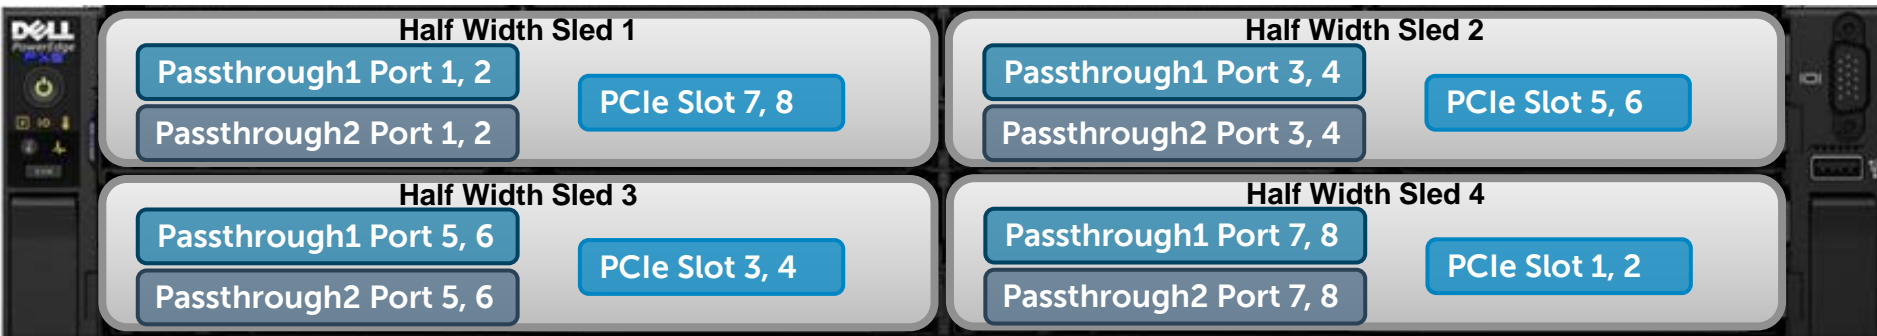 DELL
PowerEdge
Half Width Sled 1
Passthrough1 Port 1, 2
Passthrough2 Port 1, 2
PCIe Slot 7, 8
Half Width Sled 2
Passthrough1 Port 3, 4
Passthrough2 Port 3, 4
PCIe Slot 5, 6
Half Width Sled 3
Passthrough1 Port 5, 6
Passthrough2 Port 5, 6
PCIe Slot 3, 4
Half Width Sled 4
Passthrough1 Port 7, 8
Passthrough2 Port 7, 8
PCIe Slot 1, 2